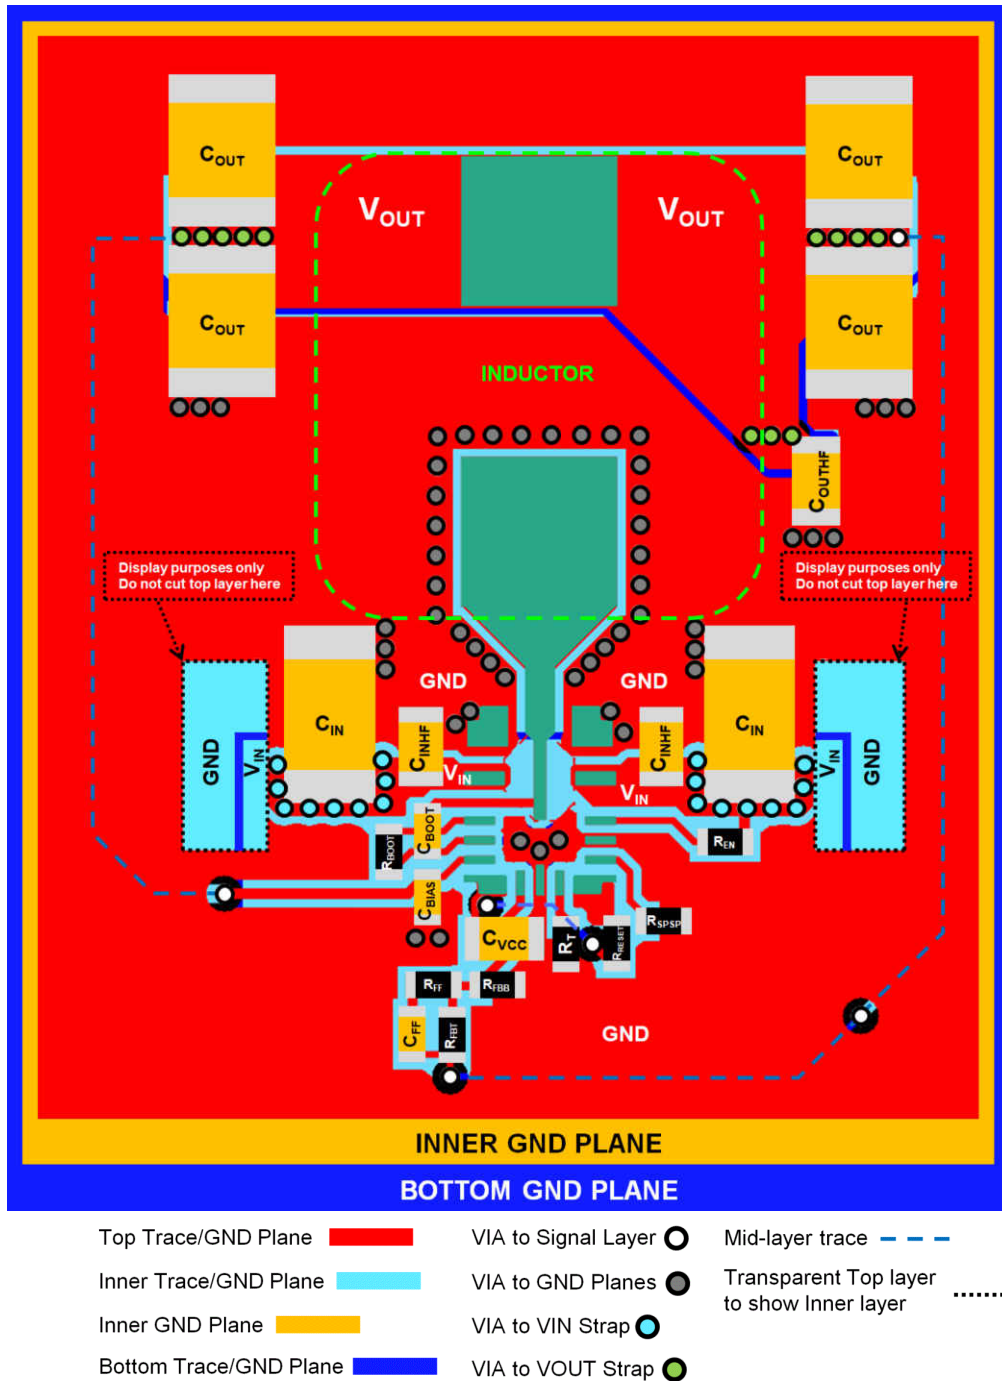 COUT
COUT
VOUT
VOUT
COUT
COUT
INDUCTOR
COUTHF
Display purposes only
Do not cut top layer here
Display purposes only
Do not cut top layer here
GND
GND
GND
VIN
CIN
CINHF
VIN
CINHF
CIN
VIN
GND
VIN
RBOOT
CBOOT
REN
CBIAS
CVCC
RT
RRESET
RSPSP
RFF
RFBB
CFF
RFBT
GND
INNER GND PLANE
BOTTOM GND PLANE
Top Trace/GND Plane
VIA to Signal Layer
Mid-layer trace
Inner Trace/GND Plane
VIA to GND Planes
Transparent Top layer
to show Inner layer
Inner GND Plane
VIA to VIN Strap
Bottom Trace/GND Plane
VIA to VOUT Strap